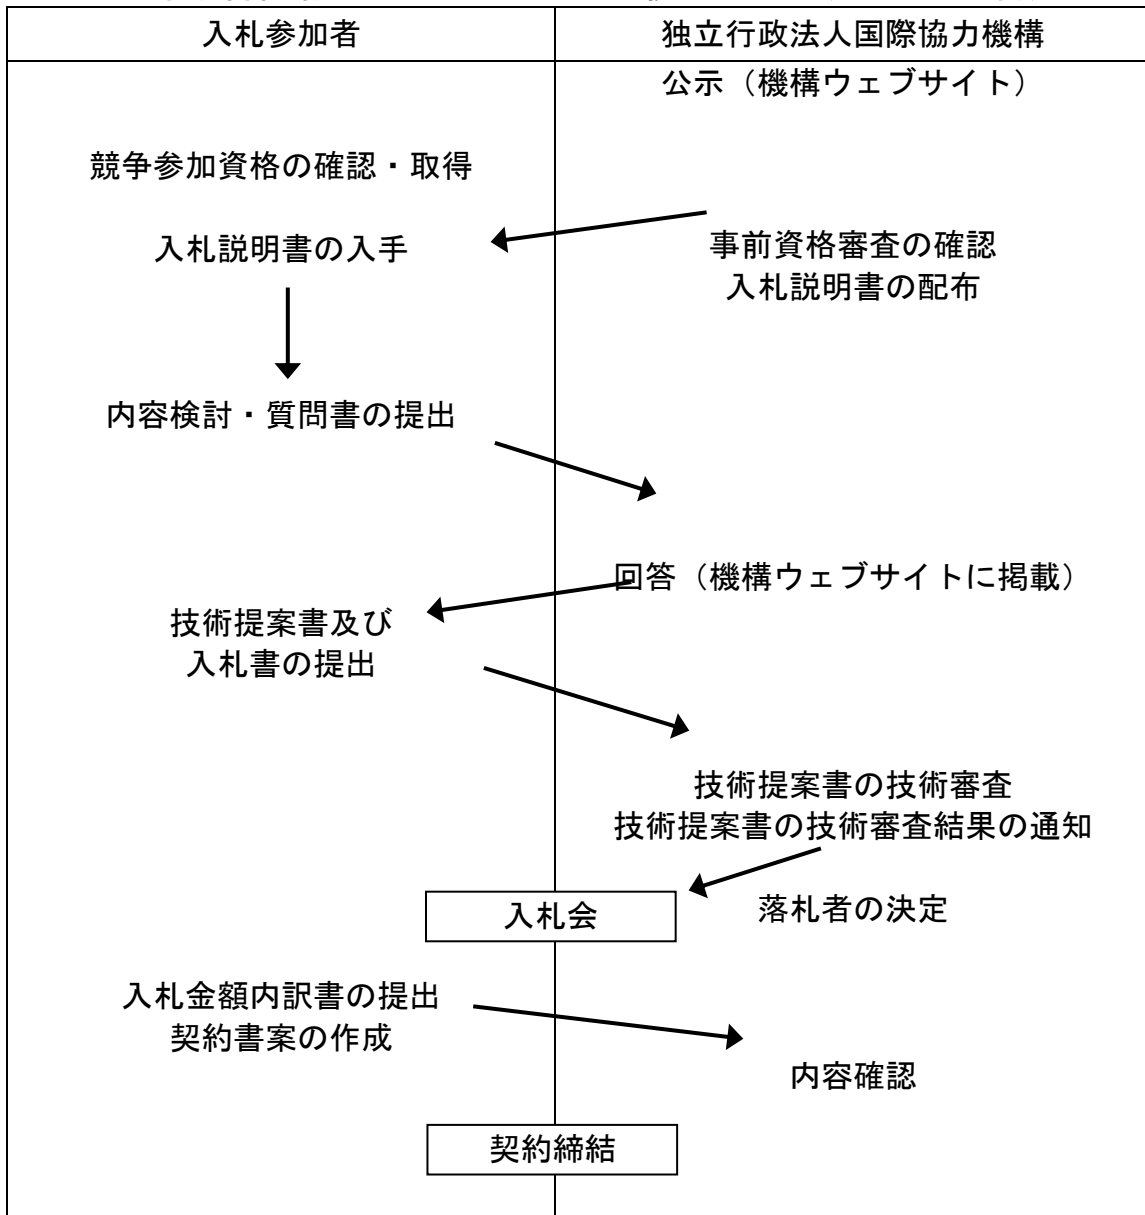 入札参加者
独立行政法人国際協力機構
公示（機構ウェブサイト）
競争参加資格の確認・取得
入札説明書の入手
事前資格審査の確認
入札説明書の配布
内容検討・質問書の提出
回答（機構ウェブサイトに掲載）
技術提案書及び
入札書の提出
技術提案書の技術審査
技術提案書の技術審査結果の通知
入札会
落札者の決定
入札金額内訳書の提出
契約書案の作成
内容確認
契約締結